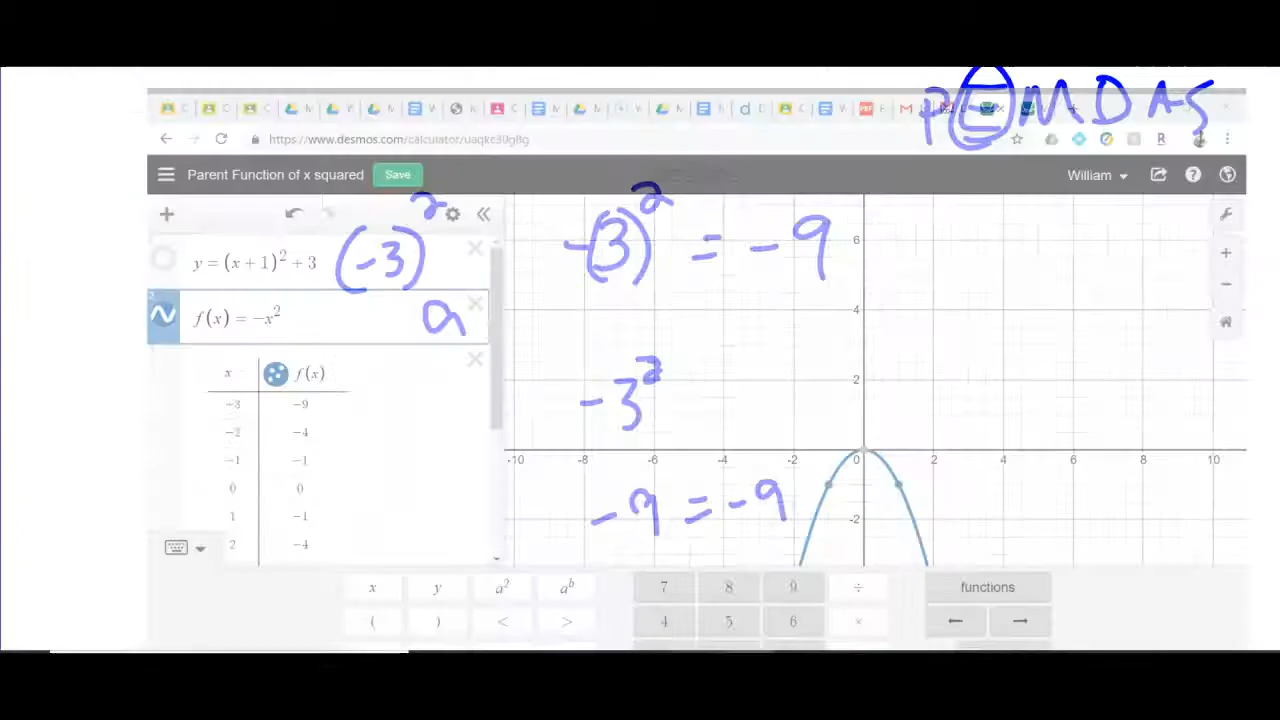 PEMDAS
https://www.desmos.com/calculator/uaqkc39g8g
Parent Function of x squared
Save
William
y = (x + 1)² + 3
(-3)²
-(3)² = -9
f(x) = -x²
a
-3²
x f(x)
-3 -9
-2 -4
-1 -1
0 0
1 -1
2 -4
-9 = -9
6
4
2
-10 -8 -6 -4 -2 0 2 4 6 8 10
-2
x y a² aᵇ 7 8 9 ÷ functions
( ) < > 4 5 6 × ← →